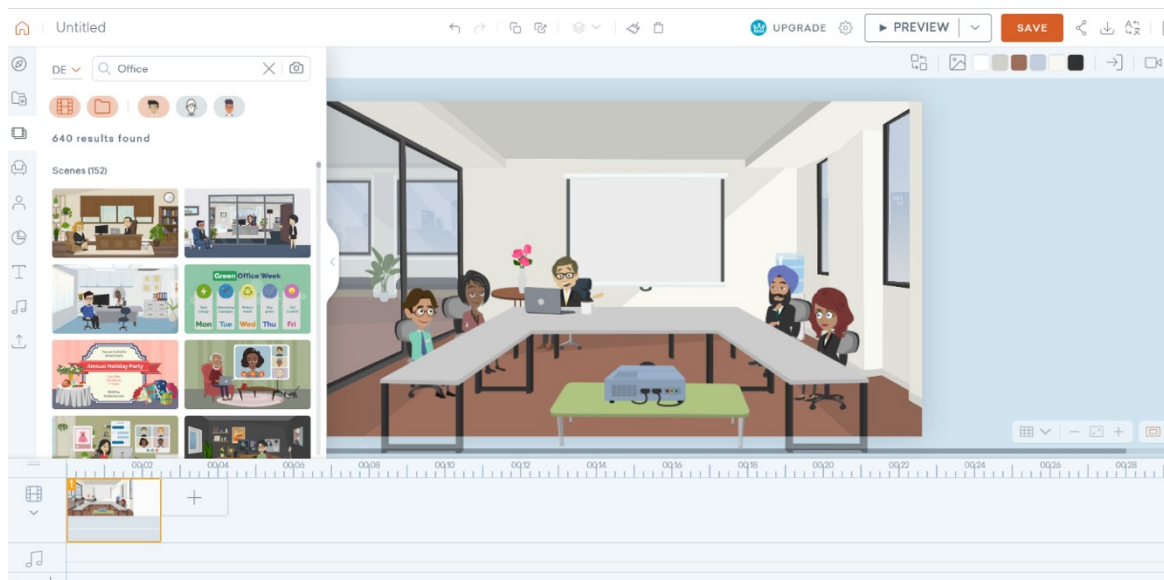 Untitled
UPGRADE
PREVIEW
SAVE
DE
Office
640 results found
Scenes (152)
Green Office Week
Mon Tue Wed Thu Fri
Annual Holiday Party
00:02 00:04 00:06 00:08 00:10 00:12 00:14 00:16 00:18 00:20 00:22 00:24 00:26 00:28
1